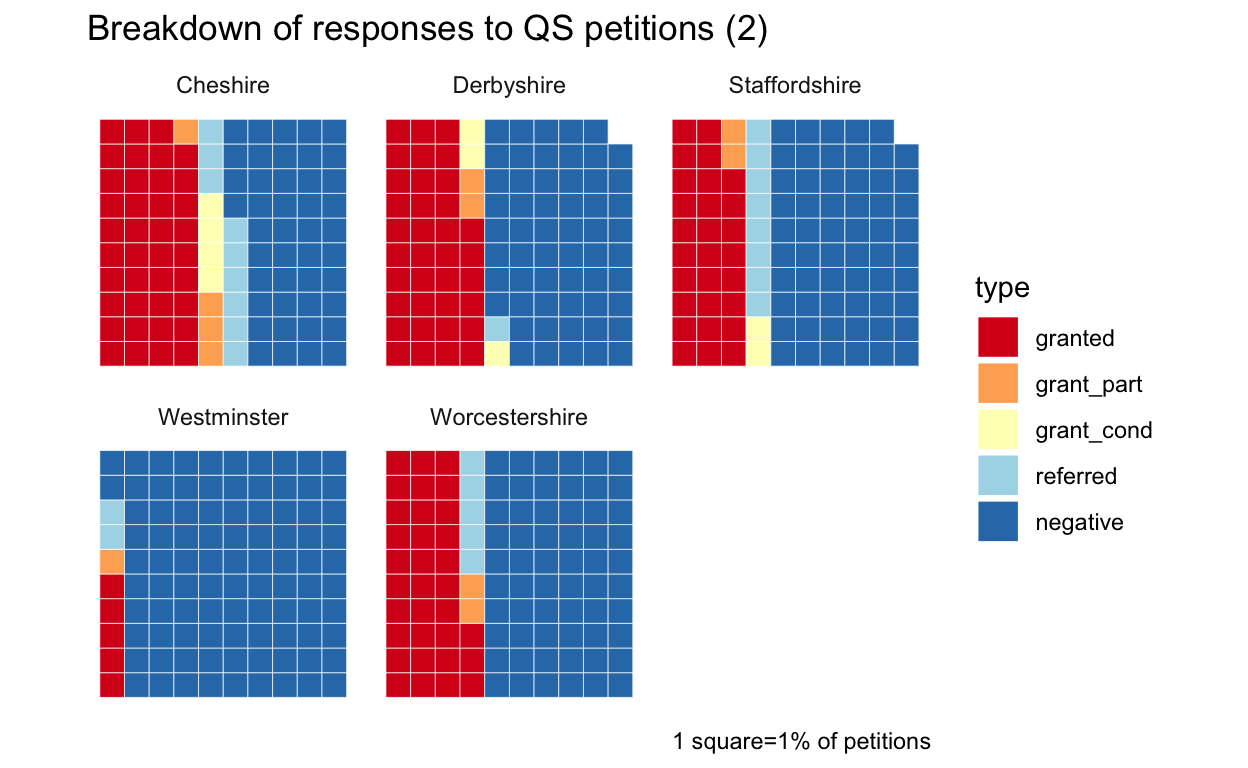 Breakdown of responses to QS petitions (2)
Cheshire
Derbyshire
Staffordshire
Westminster
Worcestershire
type
granted
grant_part
grant_cond
referred
negative
1 square=1% of petitions